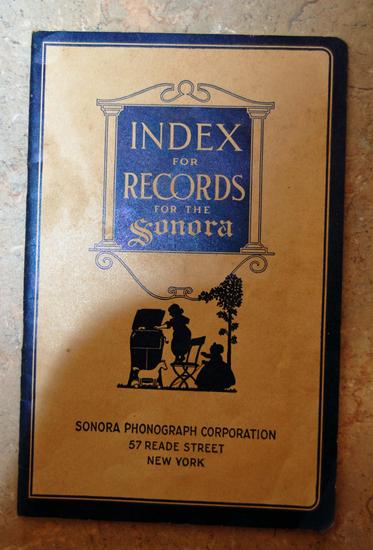 INDEX
FOR
RECORDS
FOR THE
Sonora
SONORA PHONOGRAPH CORPORATION
57 READE STREET
NEW YORK